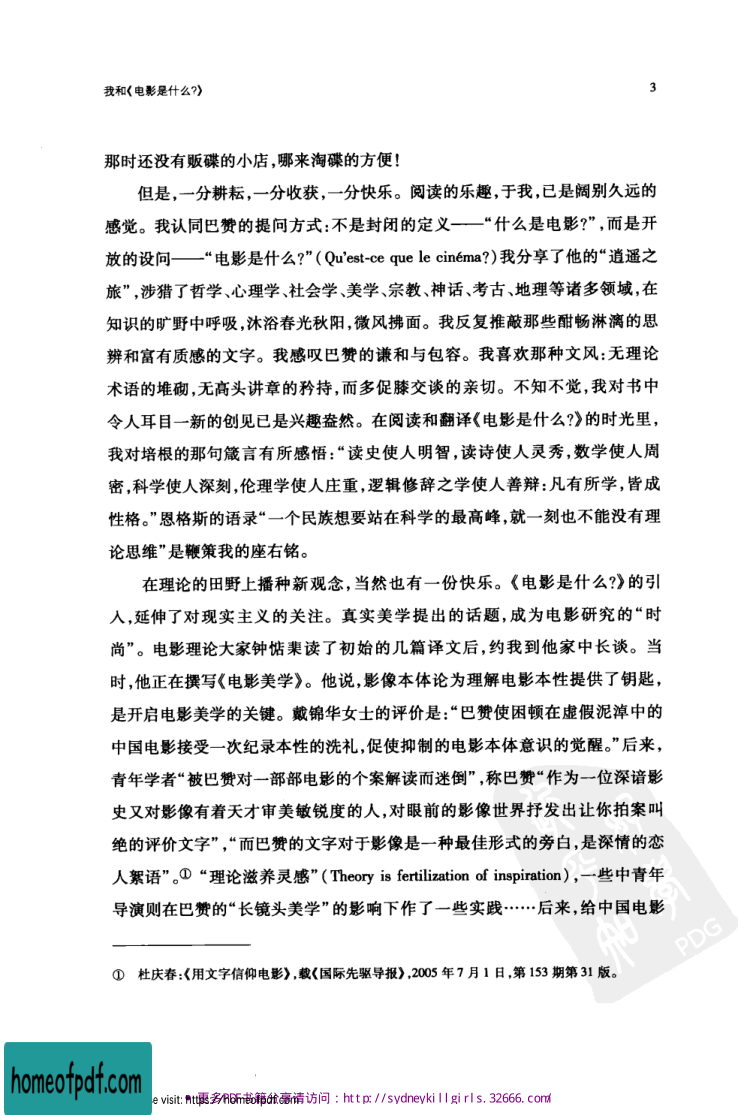 我和《电影是什么?》
3
那时还没有贩碟的小店,哪来淘碟的方便!
但是,一分耕耘,一分收获,一分快乐。阅读的乐趣,于我,已是阔别久远的
感觉。我认同巴赞的提问方式:不是封闭的定义——“什么是电影?”,而是开
放的设问——“电影是什么?”(Qu'est-ce que le cinéma?)我分享了他的“逍遥之
旅”,涉猎了哲学、心理学、社会学、美学、宗教、神话、考古、地理等诸多领域,在
知识的旷野中呼吸,沐浴春光秋阳,微风拂面。我反复推敲那些酣畅淋漓的思
辨和富有质感的文字。我感叹巴赞的谦和与包容。我喜欢那种文风:无理论
术语的堆砌,无高头讲章的矜持,而多促膝交谈的亲切。不知不觉,我对书中
令人耳目一新的创见已是兴趣盎然。在阅读和翻译《电影是什么?》的时光里,
我对培根的那句箴言有所感悟:“读史使人明智,读诗使人灵秀,数学使人周
密,科学使人深刻,伦理学使人庄重,逻辑修辞之学使人善辩:凡有所学,皆成
性格。”恩格斯的语录“一个民族想要站在科学的最高峰,就一刻也不能没有理
论思维”是鞭策我的座右铭。
在理论的田野上播种新观念,当然也有一份快乐。《电影是什么?》的引
入,延伸了对现实主义的关注。真实美学提出的话题,成为电影研究的“时
尚”。电影理论大家钟惦棐读了初始的几篇译文后,约我到他家中长谈。当
时,他正在撰写《电影美学》。他说,影像本体论为理解电影本性提供了钥匙,
是开启电影美学的关键。戴锦华女士的评价是:“巴赞使困顿在虚假泥淖中的
中国电影接受一次纪录本性的洗礼,促使抑制的电影本体意识的觉醒。”后来,
青年学者“被巴赞对一部部电影的个案解读而迷倒”,称巴赞“作为一位深谙影
史又对影像有着天才审美敏锐度的人,对眼前的影像世界抒发出让你拍案叫
绝的评价文字”,“而巴赞的文字对于影像是一种最佳形式的旁白,是深情的恋
人絮语”。① “理论滋养灵感”(Theory is fertilization of inspiration),一些中青年
导演则在巴赞的“长镜头美学”的影响下作了一些实践……后来,给中国电影
① 杜庆春:《用文字信仰电影》,载《国际先驱导报》,2005 年 7 月 1 日,第 153 期第 31 版。
PDG
homeofpdf.com
e visit: https://homeofpdf.com
更多PDF书籍分享请访问:http://sydneykillgirls.32666.com/